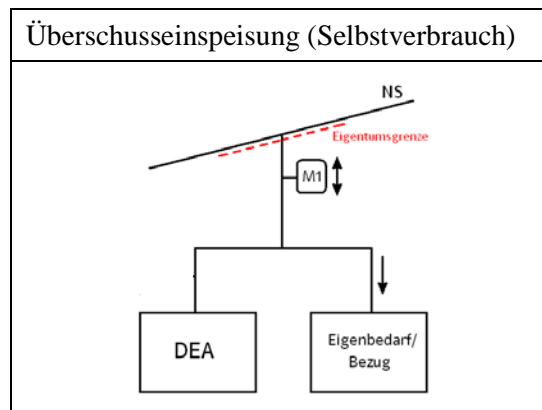 Überschusseinspeisung (Selbstverbrauch)
NS
Eigentumsgrenze
M1
DEA
Eigenbedarf/
Bezug